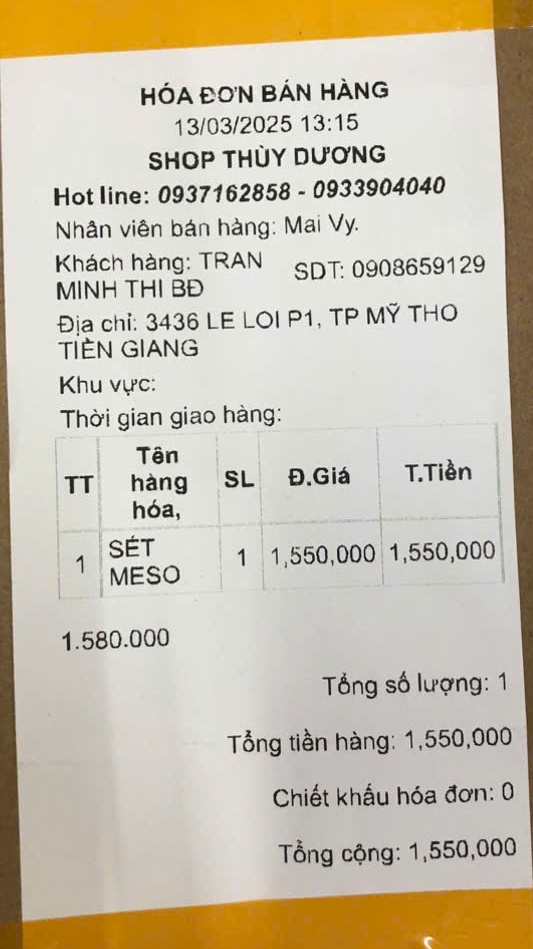 HÓA ĐƠN BÁN HÀNG
13/03/2025 13:15
SHOP THÙY DƯƠNG
Hot line: 0937162858 - 0933904040
Nhân viên bán hàng: Mai Vy.
Khách hàng: TRAN MINH THI BĐ
SDT: 0908659129
Địa chỉ: 3436 LE LOI P1, TP MỸ THO
TIỀN GIANG
Khu vực:
Thời gian giao hàng:
TT Tên hàng hóa, SL Đ.Giá T.Tiền
1 SÉT MESO 1 1,550,000 1,550,000
1.580.000
Tổng số lượng: 1
Tổng tiền hàng: 1,550,000
Chiết khấu hóa đơn: 0
Tổng cộng: 1,550,000